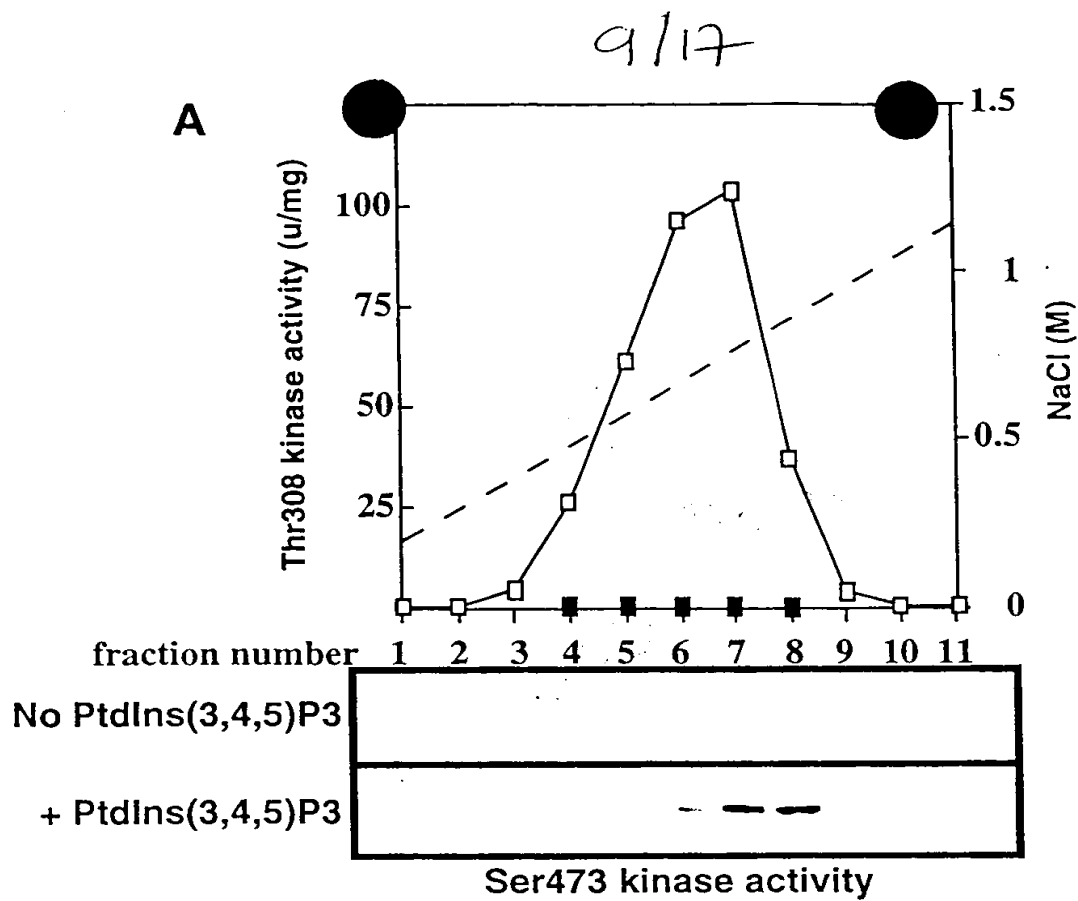 9/17
A
1.5
Thr308 kinase activity (u/mg)
100
75
50
25
1
0.5
0
NaCl (M)
fraction number 1 2 3 4 5 6 7 8 9 10 11
No PtdIns(3,4,5)P3
+ PtdIns(3,4,5)P3
Ser473 kinase activity